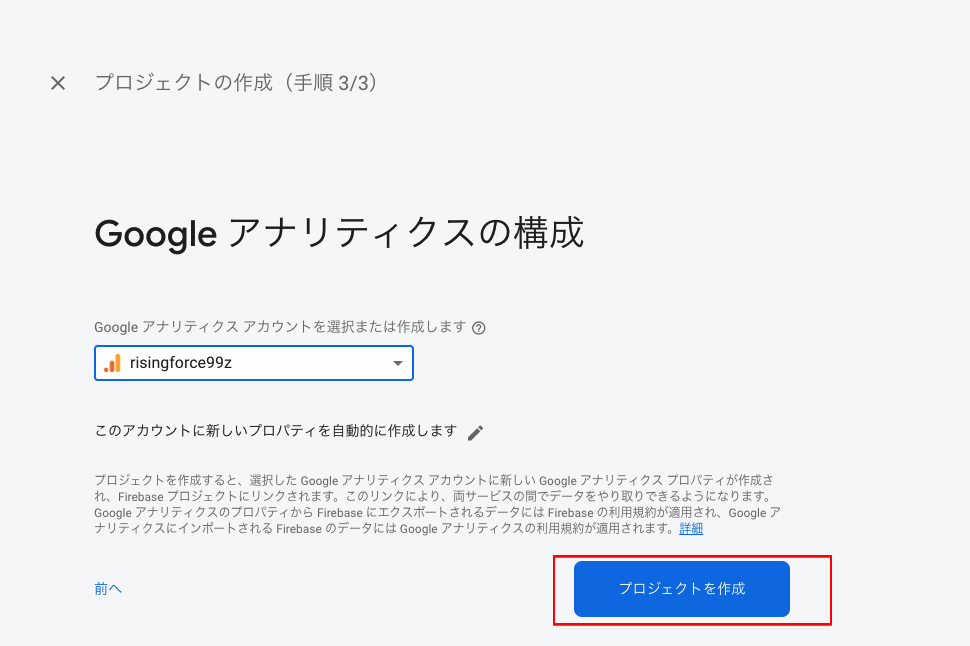 プロジェクトの作成（手順 3/3）
Google アナリティクスの構成
Google アナリティクス アカウントを選択または作成します
risingforce99z
このアカウントに新しいプロパティを自動的に作成します
プロジェクトを作成すると、選択した Google アナリティクス アカウントに新しい Google アナリティクス プロパティが作成さ
れ、Firebase プロジェクトにリンクされます。このリンクにより、両サービスの間でデータをやり取りできるようになります。
Google アナリティクスのプロパティから Firebase にエクスポートされるデータには Firebase の利用規約が適用され、Google ア
ナリティクスにインポートされる Firebase のデータには Google アナリティクスの利用規約が適用されます。詳細
前へ
プロジェクトを作成